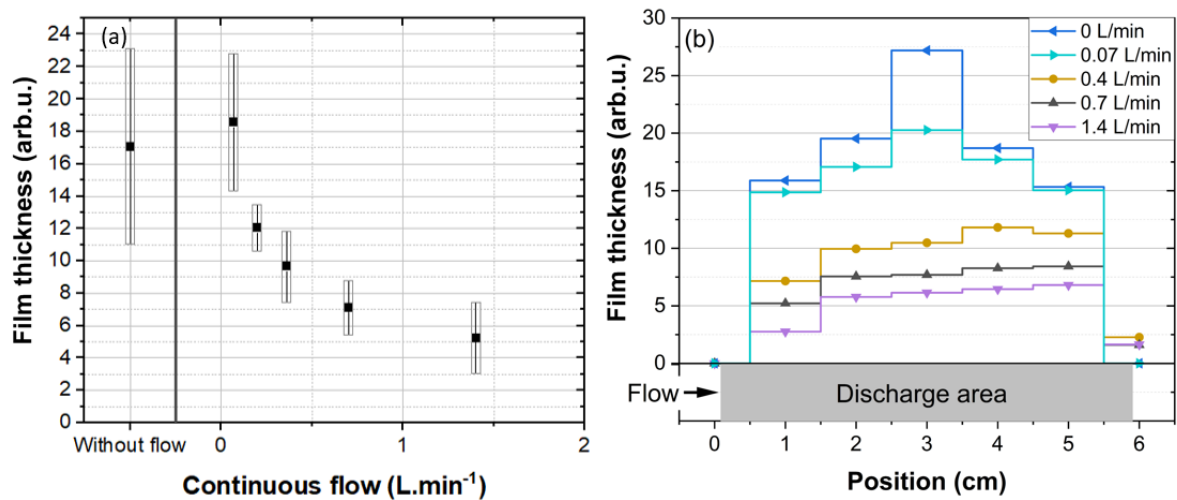 (a)
Film thickness (arb.u.)
24
22
20
18
16
14
12
10
8
6
4
2
0
Without flow 0 1 2
Continuous flow (L.min⁻¹)
(b)
Film thickness (arb.u.)
30
25
20
15
10
5
0
0 L/min
0.07 L/min
0.4 L/min
0.7 L/min
1.4 L/min
Flow
Discharge area
0 1 2 3 4 5 6
Position (cm)